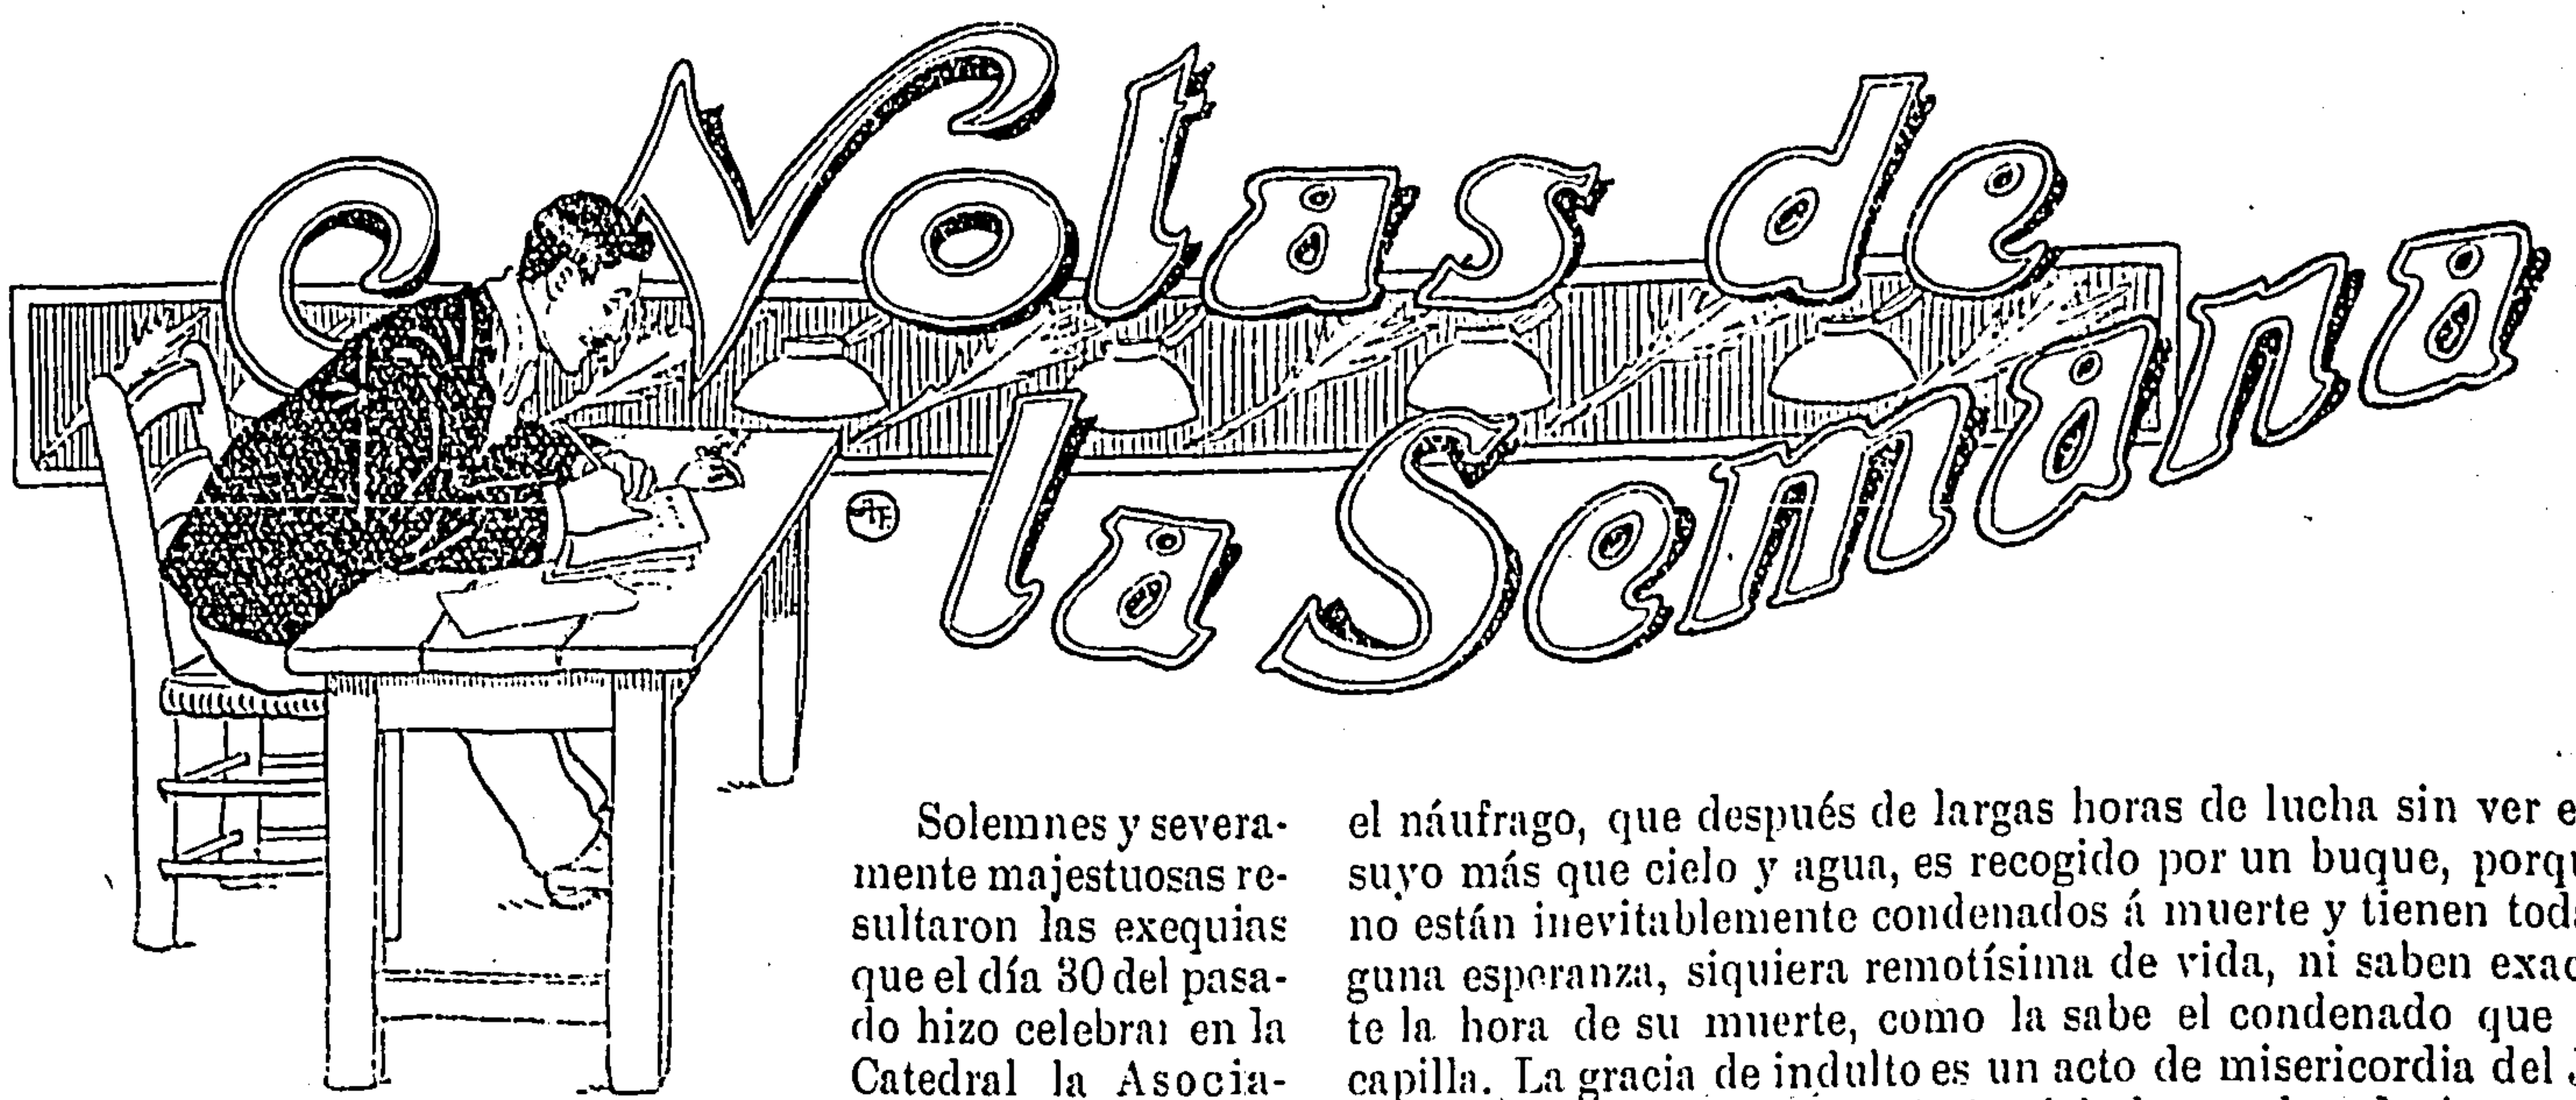 Notas de
la Semana
Solemnes y severa-
mente majestuosas re-
sultaron las exequias
que el día 30 del pasa-
do hizo celebrar en la
Catedral la Asocia-
el náufrago, que después de largas horas de lucha sin ver e
suyo más que cielo y agua, es recogido por un buque, porqu
no están inevitablemente condenados á muerte y tienen tod
guna esperanza, siquiera remotísima de vida, ni saben exac
te la hora de su muerte, como la sabe el condenado que
capilla. La gracia de indulto es un acto de misericordia del